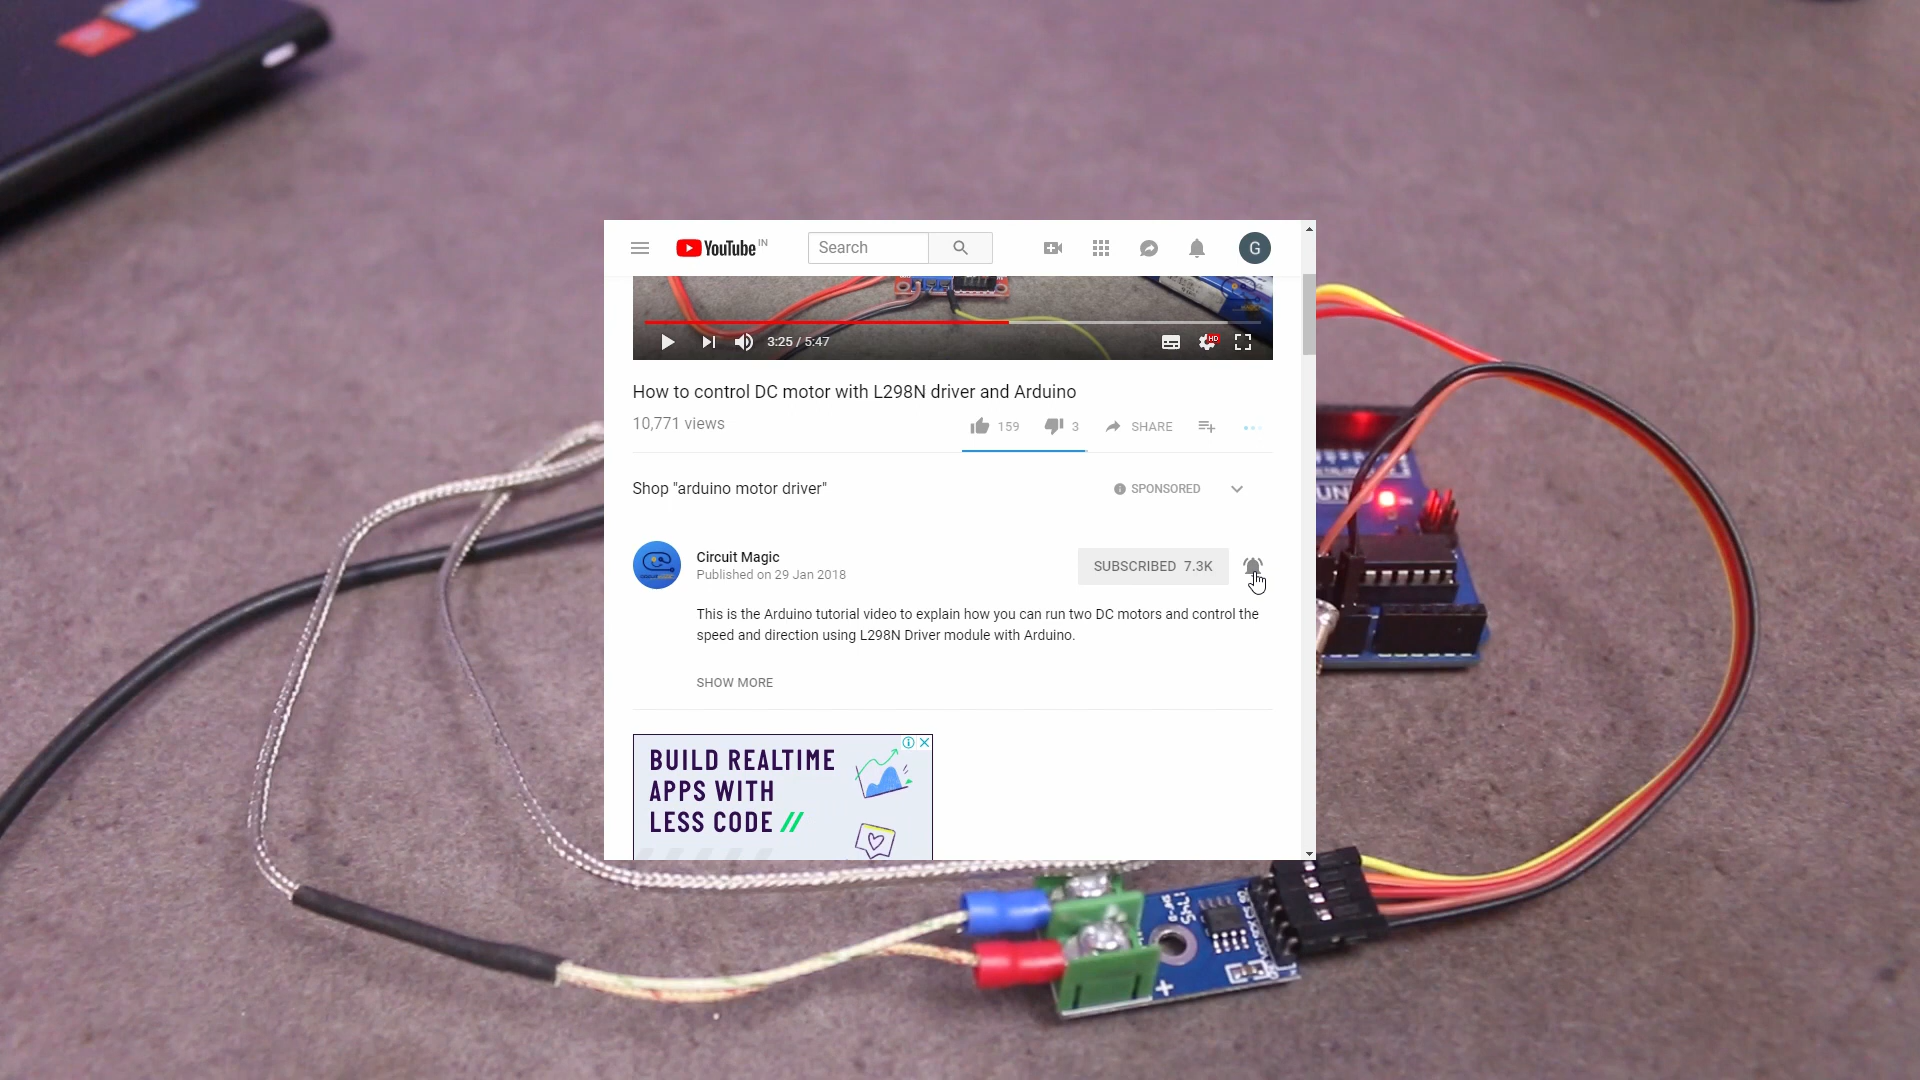 YouTube IN
Search
G
3:25 / 5:47
HD
How to control DC motor with L298N driver and Arduino
10,771 views
159
3
SHARE
Shop "arduino motor driver"
SPONSORED
Circuit Magic
Published on 29 Jan 2018
SUBSCRIBED 7.3K
This is the Arduino tutorial video to explain how you can run two DC motors and control the
speed and direction using L298N Driver module with Arduino.
SHOW MORE
BUILD REALTIME
APPS WITH
LESS CODE //
UN
+